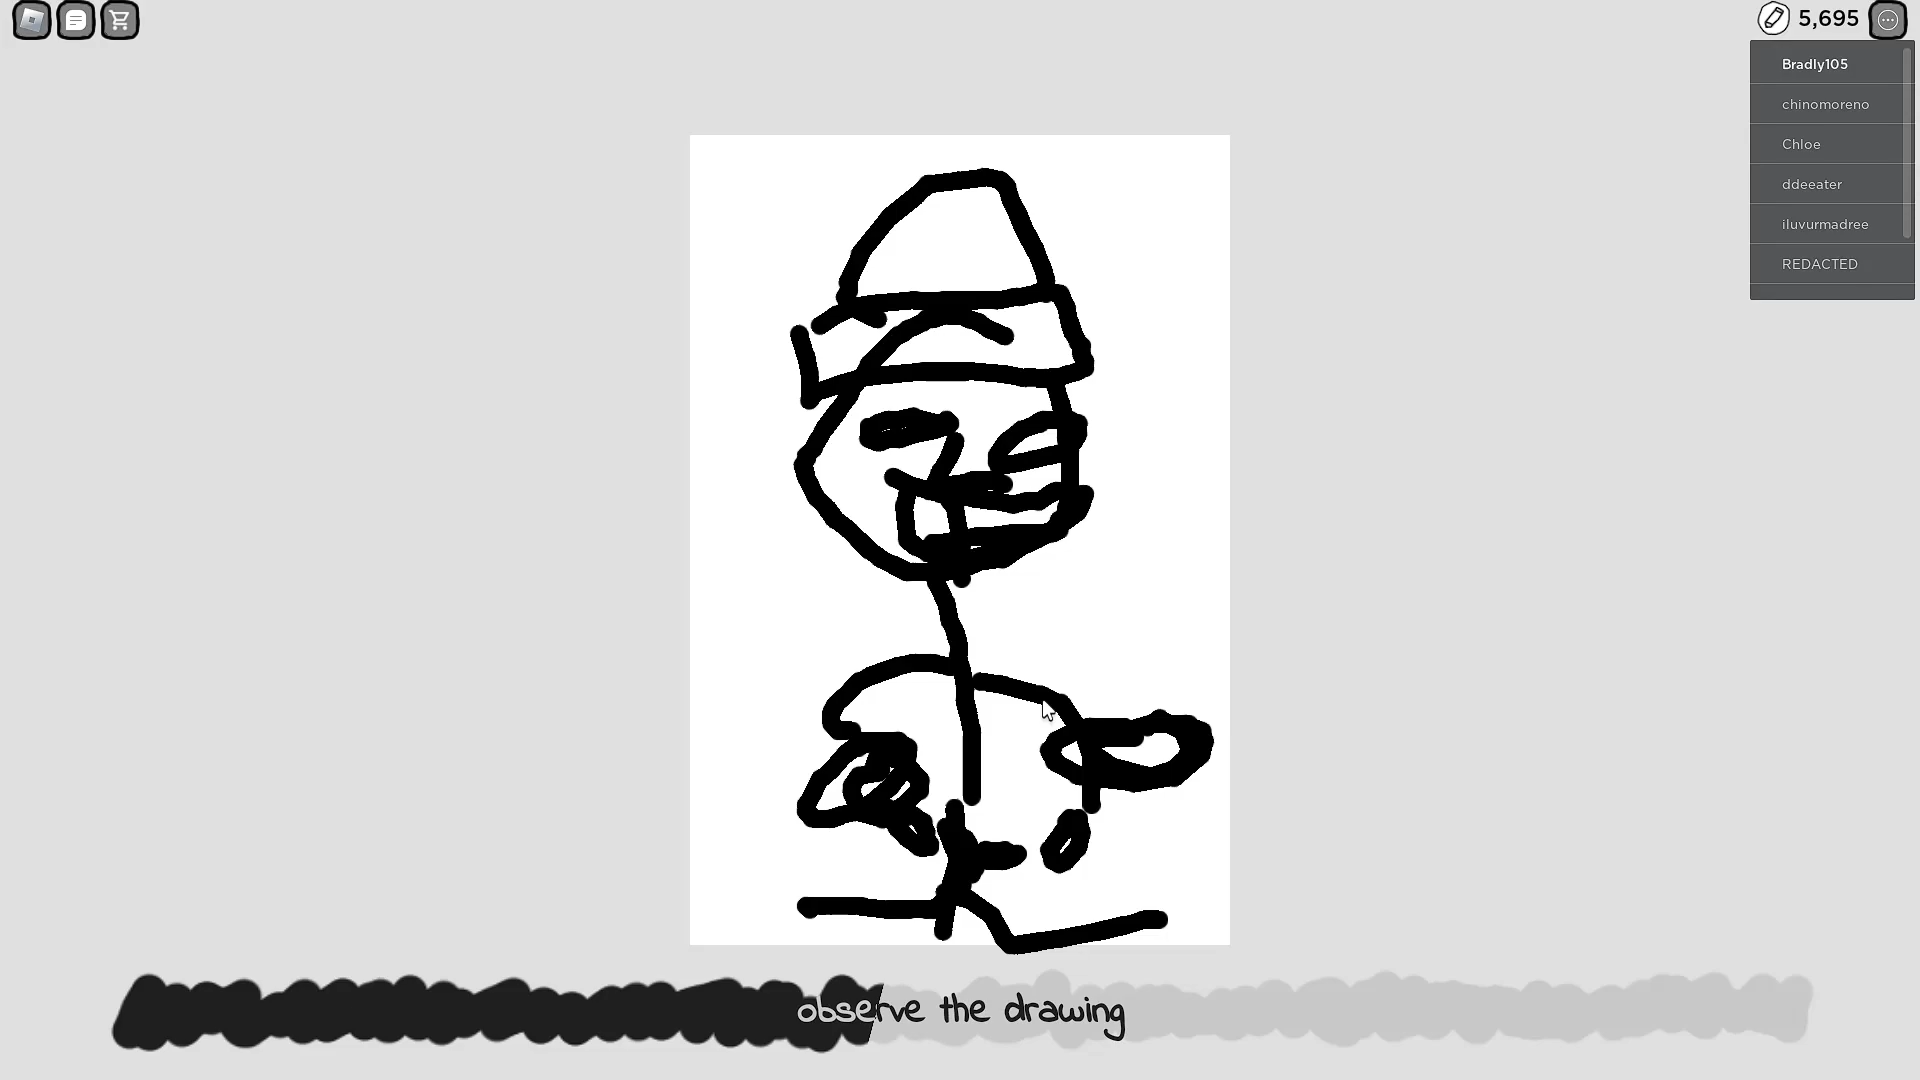 5,695
Bradly105
chinomoreno
Chloe
ddeeater
iluvurmadree
REDACTED
observe the drawing